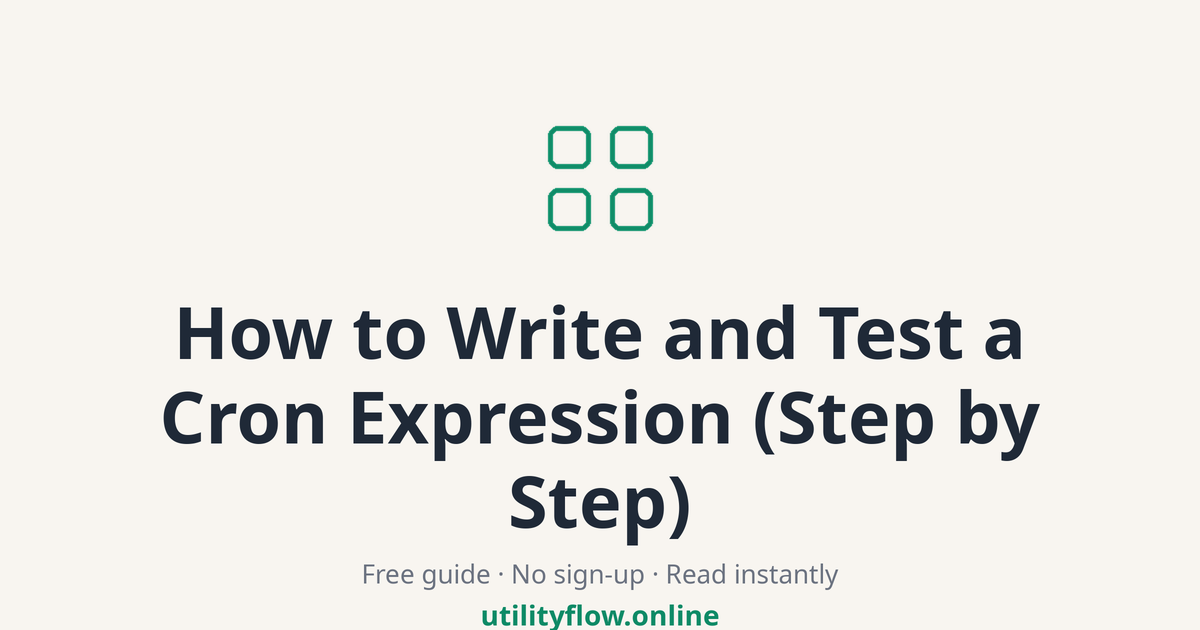 How to Write and Test a
Cron Expression (Step by
Step)
Free guide · No sign-up · Read instantly
utilityflow.online